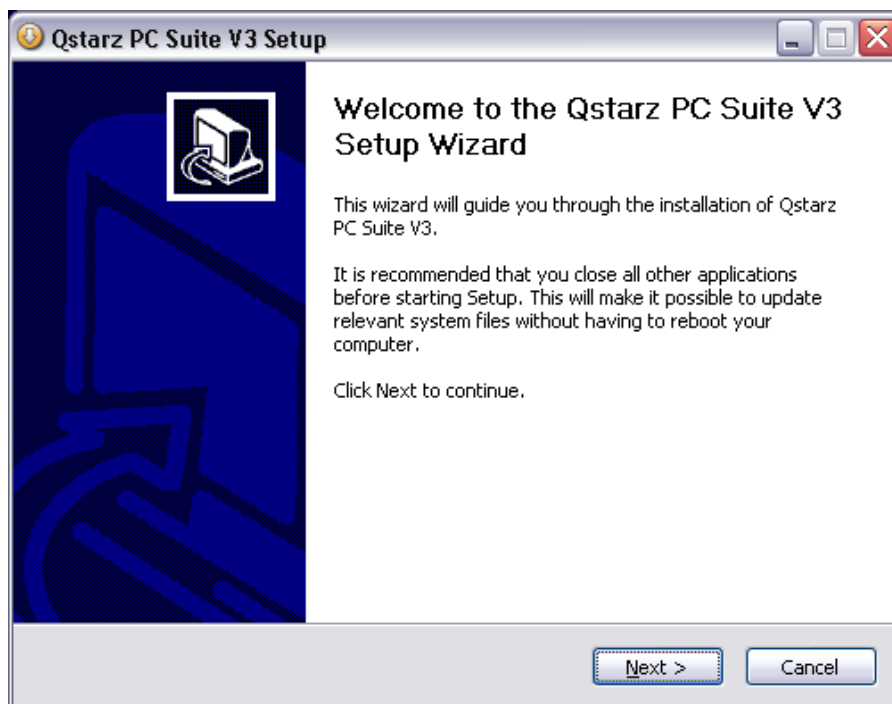 Qstarz PC Suite V3 Setup
Welcome to the Qstarz PC Suite V3
Setup Wizard
This wizard will guide you through the installation of Qstarz
PC Suite V3.
It is recommended that you close all other applications
before starting Setup. This will make it possible to update
relevant system files without having to reboot your
computer.
Click Next to continue.
Next >
Cancel